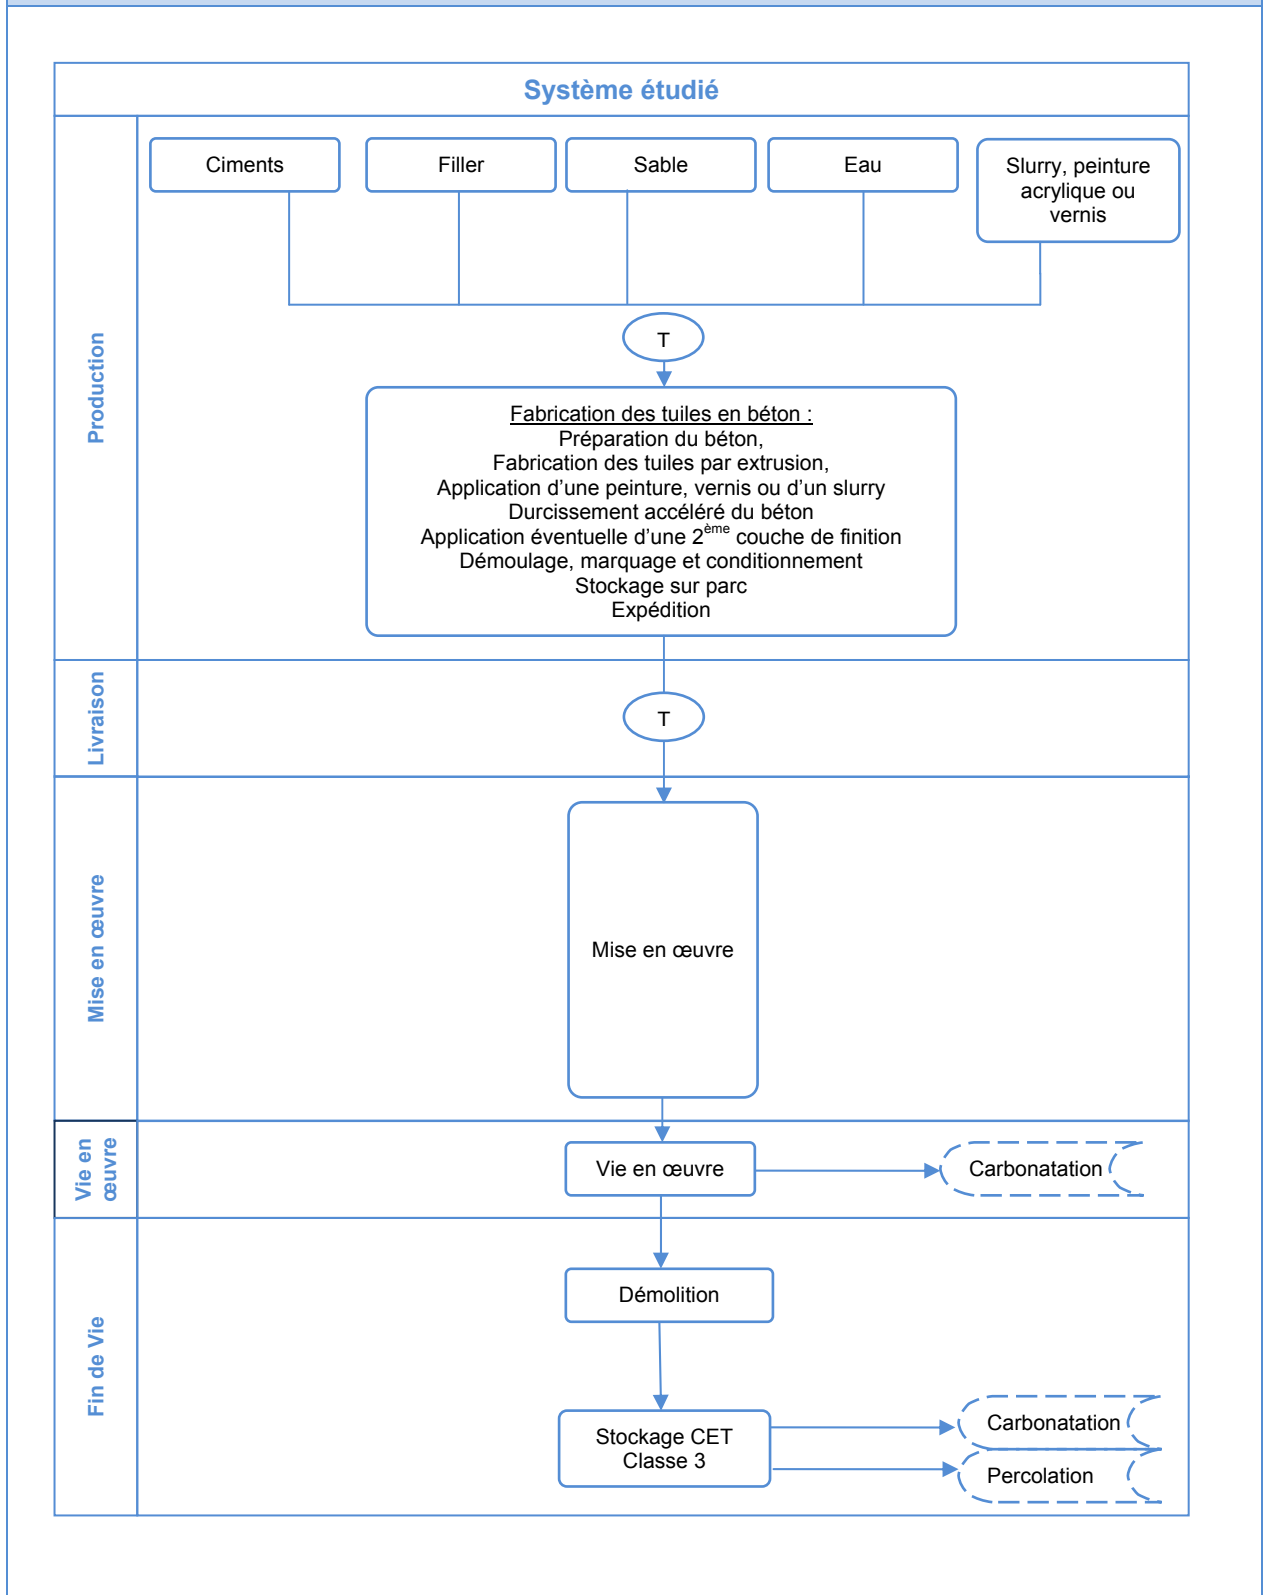 Système étudié
Production
Ciments
Filler
Sable
Eau
Slurry, peinture
acrylique ou
vernis
T
Fabrication des tuiles en béton :
Préparation du béton,
Fabrication des tuiles par extrusion,
Application d'une peinture, vernis ou d'un slurry
Durcissement accéléré du béton
Application éventuelle d'une 2ème couche de finition
Démoulage, marquage et conditionnement
Stockage sur parc
Expédition
Livraison
T
Mise en œuvre
Mise en œuvre
Vie en
œuvre
Vie en œuvre
Carbonatation
Fin de Vie
Démolition
Stockage CET
Classe 3
Carbonatation
Percolation